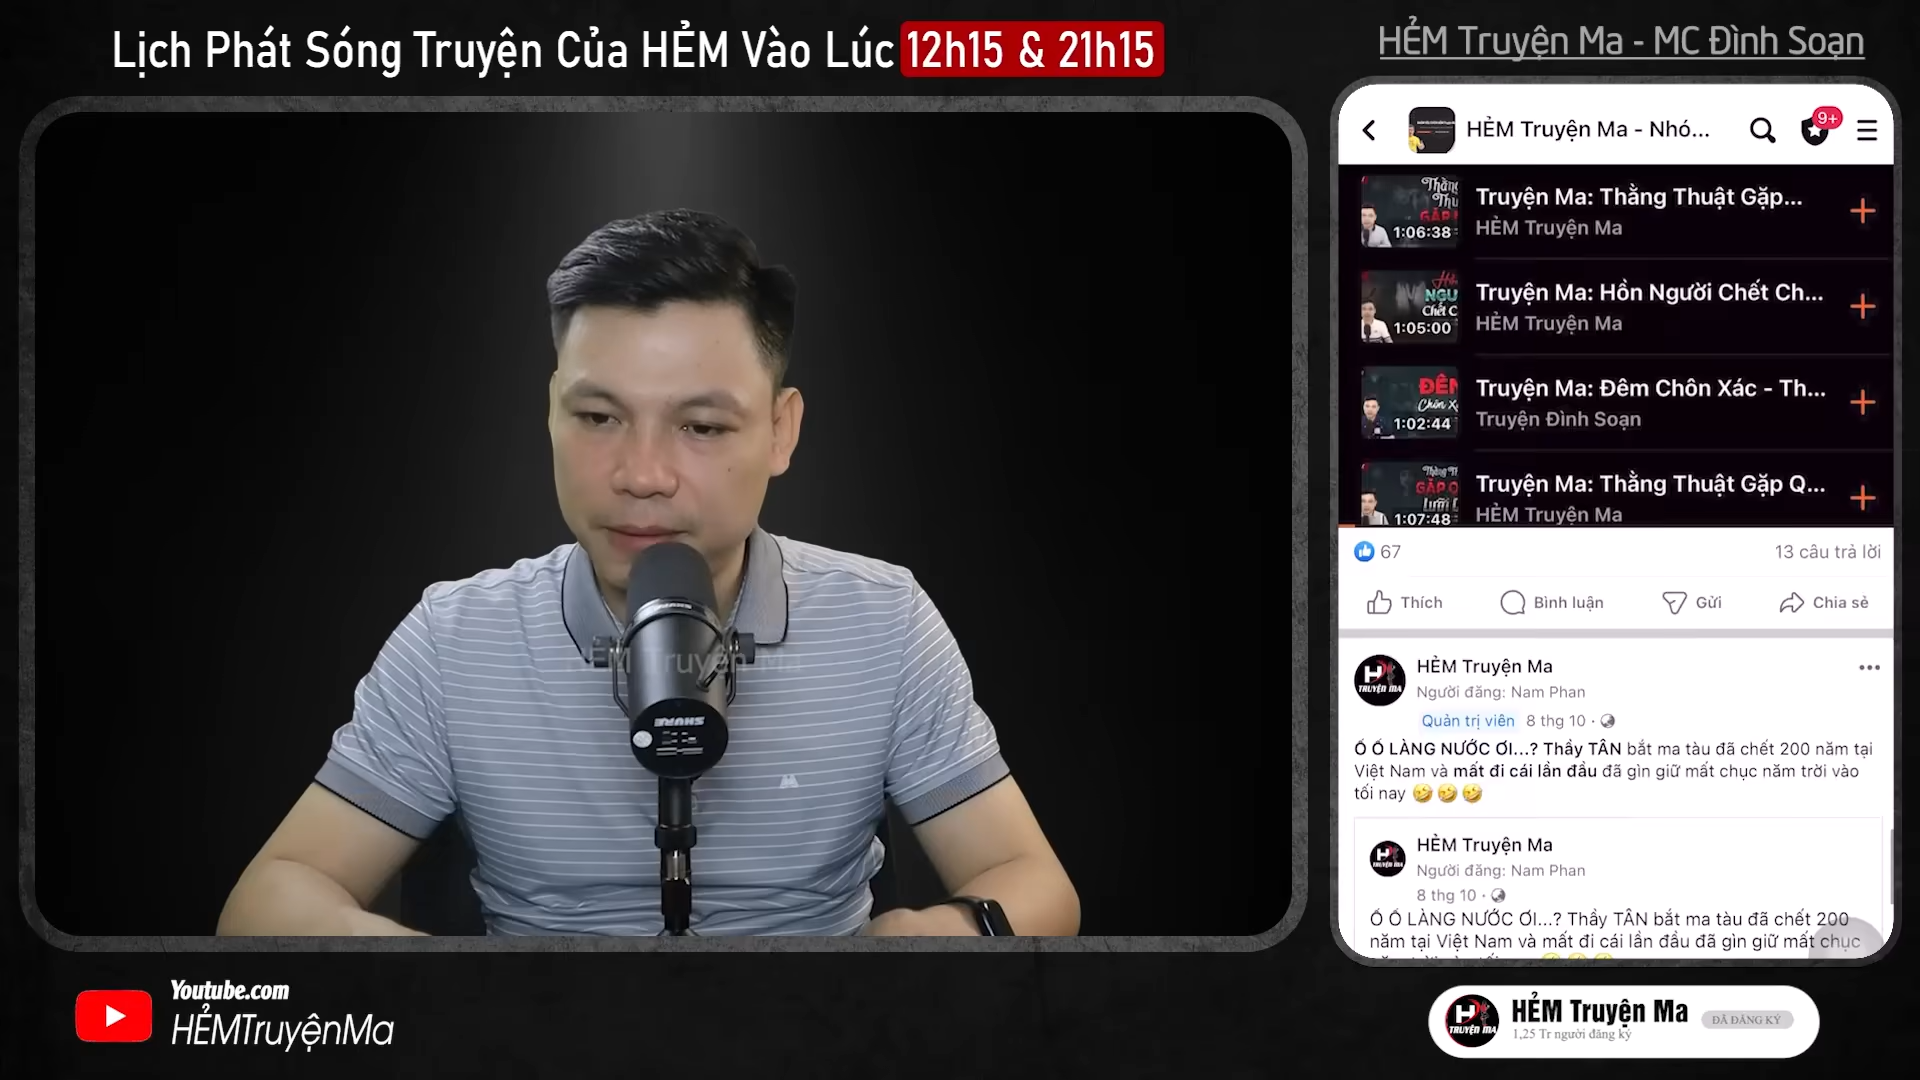 Lịch Phát Sóng Truyện Của HẺM Vào Lúc 12h15 & 21h15
HẺM Truyện Ma - MC Đình Soạn
HẺM Truyện Ma - Nhó...
9+
Truyện Ma: Thằng Thuật Gặp...
HẺM Truyện Ma
1:06:38
Truyện Ma: Hồn Người Chết Ch...
HẺM Truyện Ma
1:05:00
Truyện Ma: Đêm Chôn Xác - Th...
Truyện Đình Soạn
1:02:44
Truyện Ma: Thằng Thuật Gặp Q...
HẺM Truyện Ma
1:07:48
67
13 câu trả lời
Thích
Bình luận
Gửi
Chia sẻ
HẺM Truyện Ma
Người đăng: Nam Phan
Quản trị viên 8 thg 10
Ố Ố LÀNG NƯỚC ƠI...? Thầy TÂN bắt ma tàu đã chết 200 năm tại
Việt Nam và mất đi cái lần đầu đã gìn giữ mất chục năm trời vào
tối nay 🤣 🤣 🤣
HẺM Truyện Ma
Người đăng: Nam Phan
8 thg 10
Ố Ố LÀNG NƯỚC ƠI...? Thầy TÂN bắt ma tàu đã chết 200
năm tại Việt Nam và mất đi cái lần đầu đã gìn giữ mất chục
HẺM Truyện Ma
SHURE
Youtube.com
HẺMTruyệnMa
TRUYỆN MA
HẺM Truyện Ma
1,25 Tr người đăng ký
ĐÃ ĐĂNG KÝ